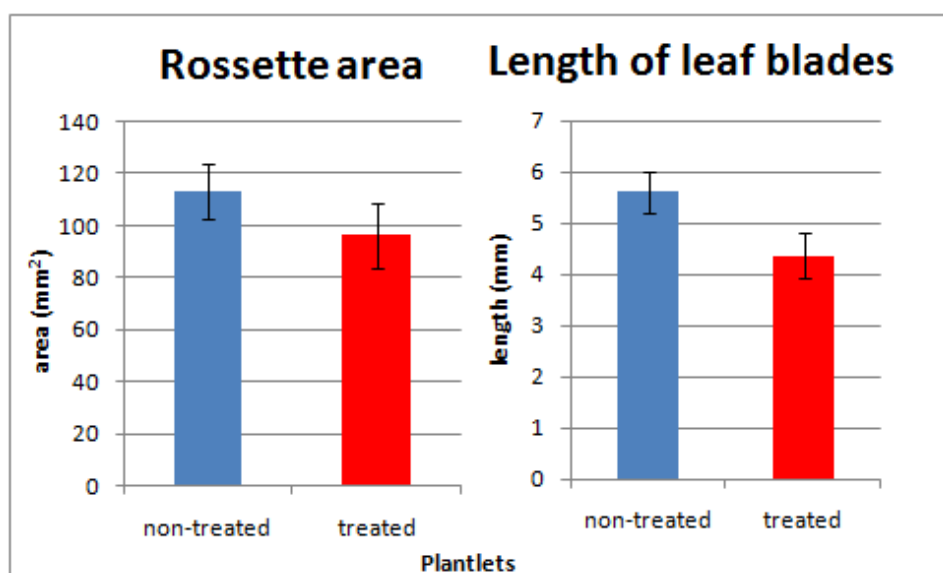 Rossette area
Length of leaf blades
area (mm²)
140
120
100
80
60
40
20
0
non-treated
treated
length (mm)
7
6
5
4
3
2
1
0
non-treated
treated
Plantlets